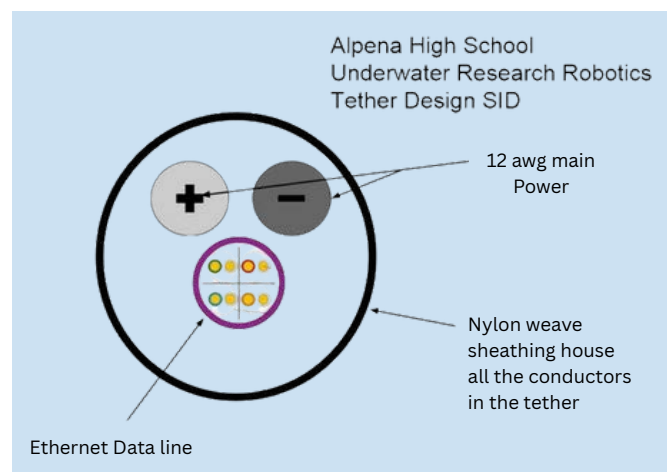 Alpena High School
Underwater Research Robotics
Tether Design SID
12 awg main
Power
+
-
Nylon weave
sheathing house
all the conductors
in the tether
Ethernet Data line